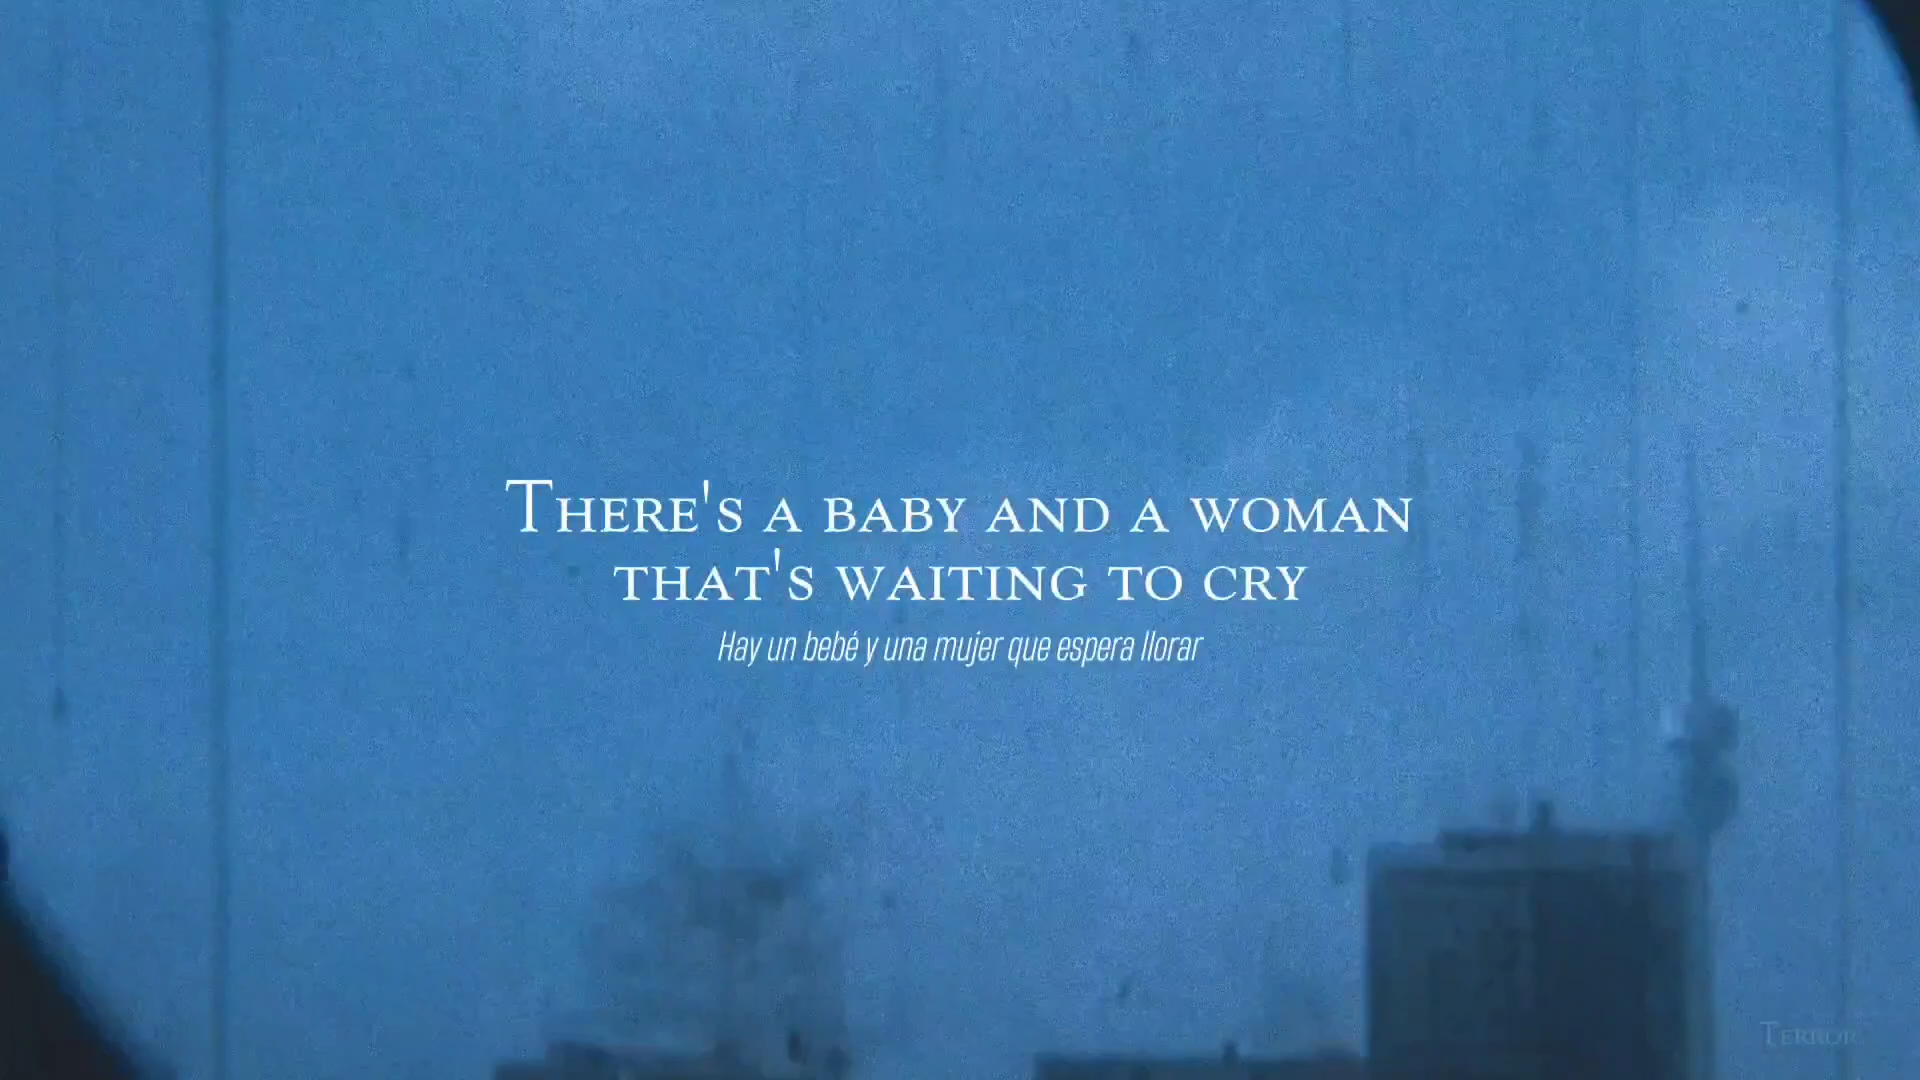 There's a baby and a woman
that's waiting to cry
Hay un bebé y una mujer que espera llorar
Terror